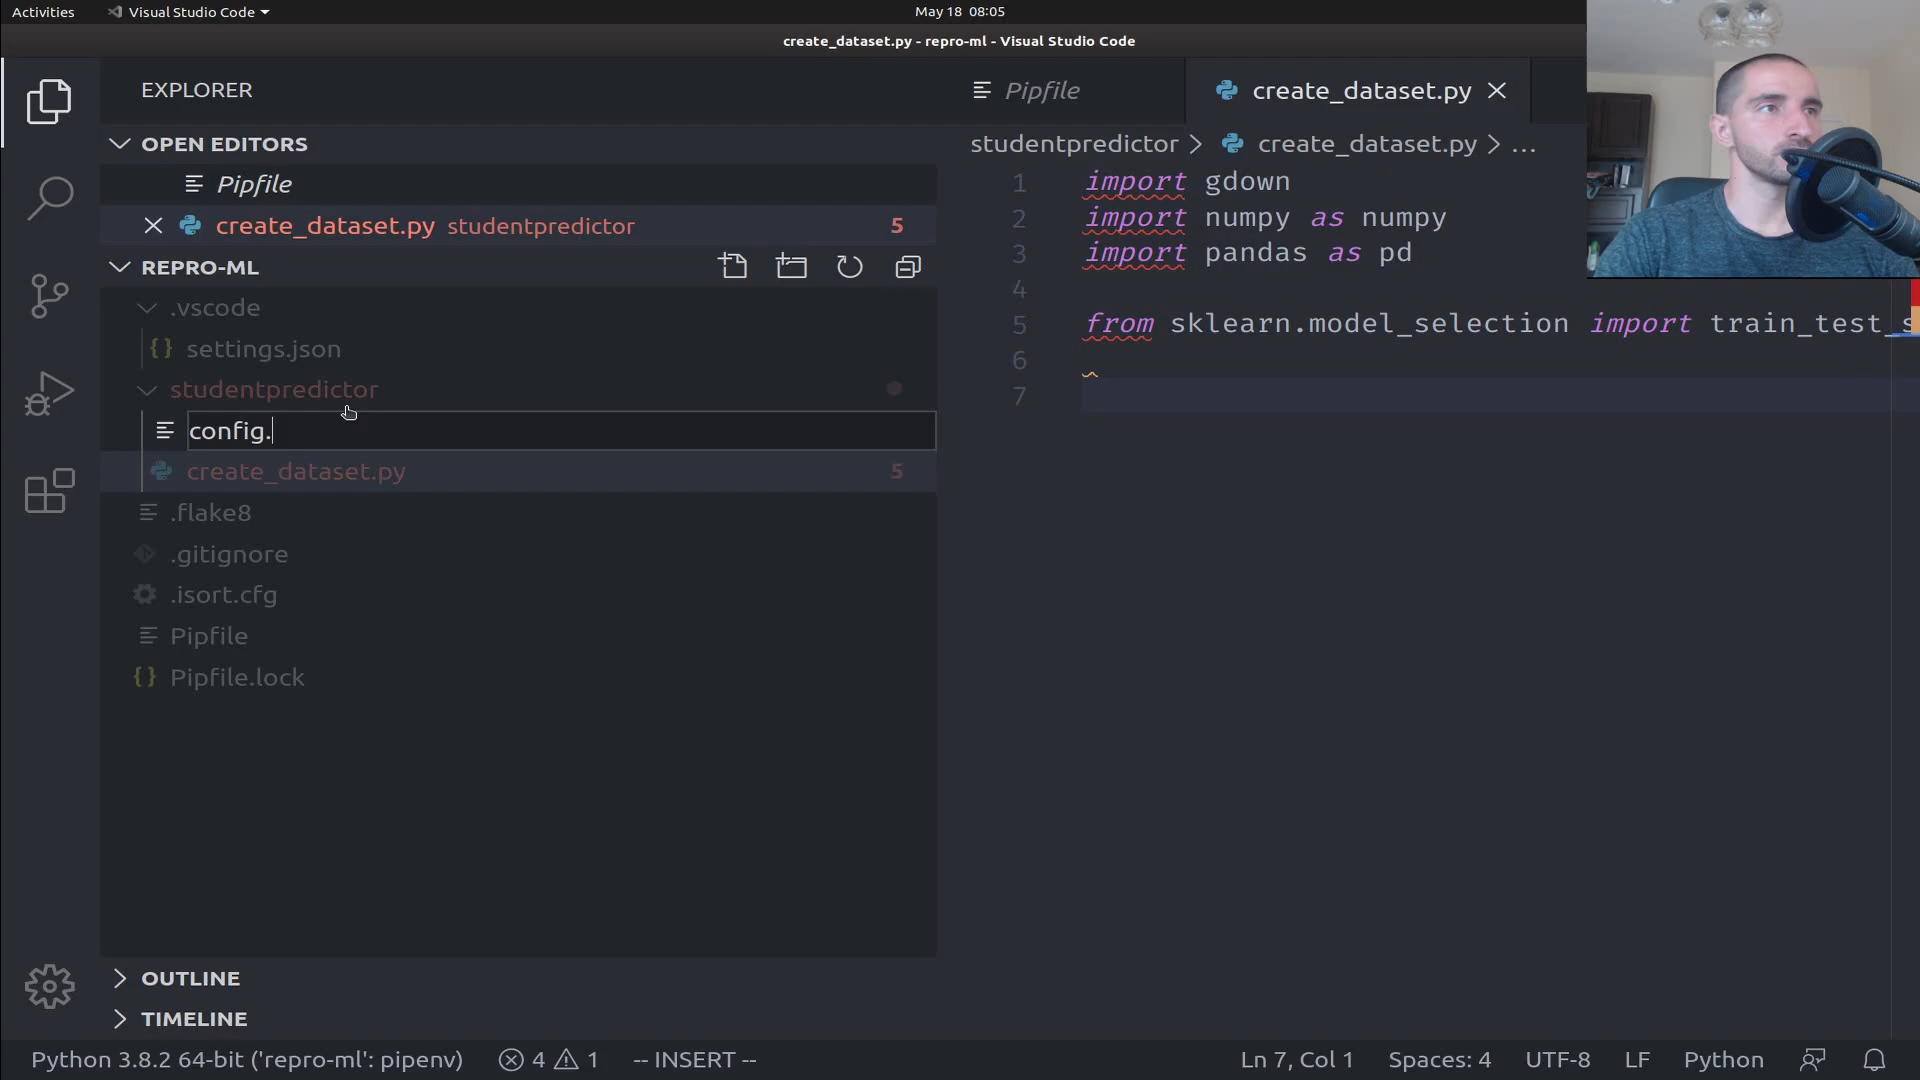 Activities Visual Studio Code May 18 08:05
create_dataset.py - repro-ml - Visual Studio Code
EXPLORER
OPEN EDITORS
Pipfile
create_dataset.py studentpredictor 5
REPRO-ML
.vscode
{} settings.json
studentpredictor
config.
create_dataset.py 5
.flake8
.gitignore
.isort.cfg
Pipfile
{} Pipfile.lock
OUTLINE
TIMELINE
Pipfile create_dataset.py
studentpredictor > create_dataset.py > ...
1 import gdown
2 import numpy as numpy
3 import pandas as pd
4
5 from sklearn.model_selection import train_test_s
6
7
Python 3.8.2 64-bit ('repro-ml': pipenv) 4 1 -- INSERT -- Ln 7, Col 1 Spaces: 4 UTF-8 LF Python